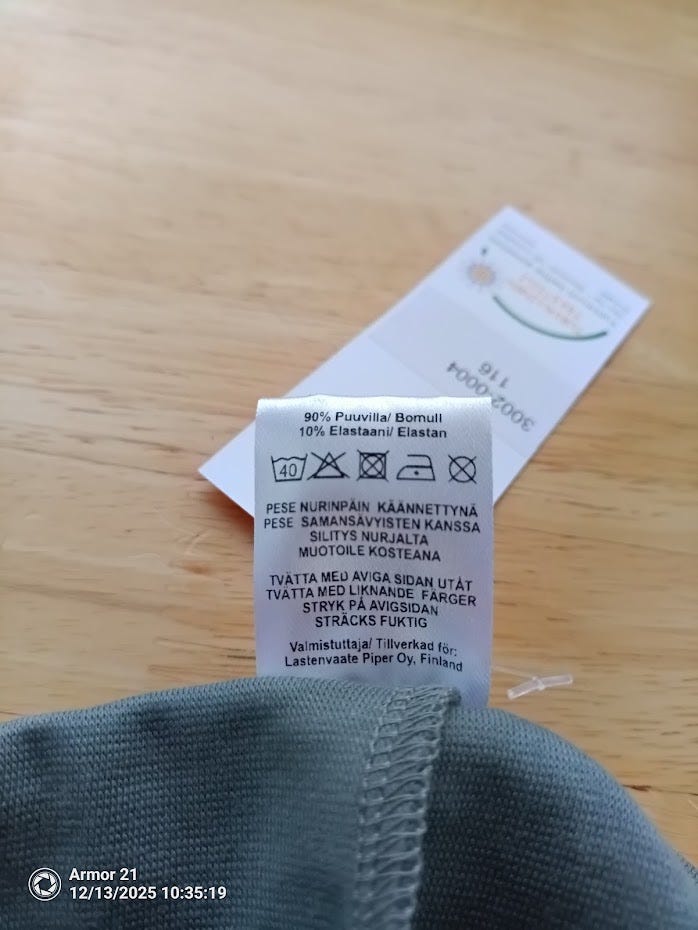 90% Puuvilla/ Bomull
10% Elastaani/ Elastan
40
PESE NURINPÄIN KÄÄNNETTYNÄ
PESE SAMANSÄVYISTEN KANSSA
SILITYS NURJALTA
MUOTOILE KOSTEANA
TVÄTTA MED AVIGA SIDAN UTÅT
TVÄTTA MED LIKNANDE FÄRGER
STRYK PÅ AVIGSIDAN
STRÄCKS FUKTIG
Valmistuttaja/ Tillverkad för:
Lastenvaate Piper Oy, Finland
3002-0004
116
Armor 21
12/13/2025 10:35:19